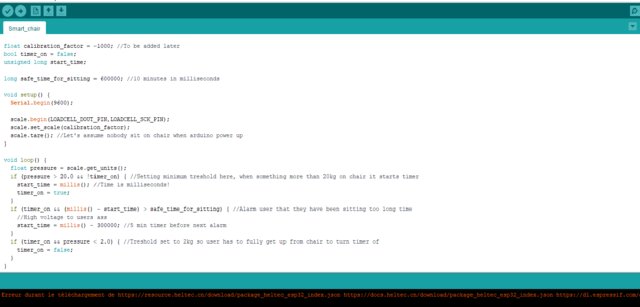 Smart_chair
float calibration_factor = -1000; //To be added later
bool timer_on = false;
unsigned long start_time;
long safe_time_for_sitting = 600000; //10 minutes in milliseconds
void setup() {
Serial.begin(9600);
scale.begin(LOADCELL_DOUT_PIN,LOADCELL_SCK_PIN);
scale.set_scale(calibration_factor);
scale.tare(); //Let's assume nobody sit on chair when arduino power up
}
void loop() {
float pressure = scale.get_units();
if (pressure > 20.0 && !timer_on) { //Setting minimum treshold here, when something more than 20kg on chair it starts timer
start_time = millis(); //Time is milliseconds!
timer_on = true;
}
if (timer_on && (millis() - start_time) > safe_time_for_sitting) { //Alarm user that they have been sitting too long time
//High voltage to users ass
start_time = millis() - 300000; //5 min timer before next alarm
}
if (timer_on && pressure < 2.0) { //Treshold set to 2kg so user has to fully get up from chair to turn timer of
timer_on = false;
}
}
Erreur durant le téléchargement de https://resource.heltec.cn/download/package_heltec_esp32_index.json https://docs.heltec.cn/download/package_heltec_esp32_index.json https://dl.espressif.com/